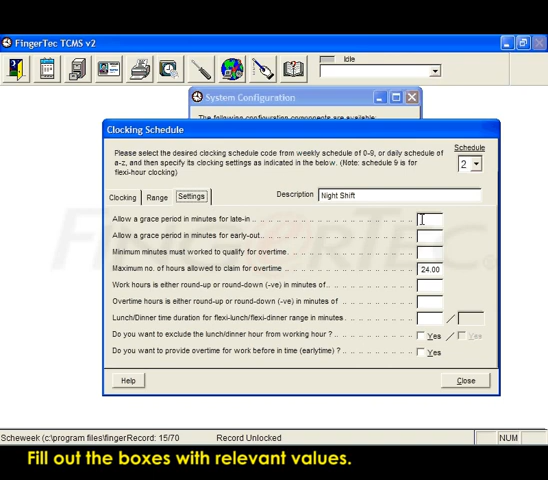 FingerTec TCMS v2
Idle
System Configuration
The following configuration components are available:
Clocking Schedule
Please select the desired clocking schedule code from weekly schedule of 0-9, or daily schedule of
a-z, and then specify its clocking settings as indicated in the below. (Note: schedule 9 is for
flexi-hour clocking)
Schedule
2
Clocking Range Settings
Description Night Shift
Allow a grace period in minutes for late-in
Allow a grace period in minutes for early-out
Minimum minutes must worked to qualify for overtime
Maximum no. of hours allowed to claim for overtime 24.00
Work hours is either round-up or round-down (-ve) in minutes of
Overtime hours is either round-up or round-down (-ve) in minutes of
Lunch/Dinner time duration for flexi-lunch/flexi-dinner range in minutes /
Do you want to exclude the lunch/dinner hour from working hour ? Yes / Yes
Do you want to provide overtime for work before in time (earlytime) ? Yes
Help Close
FINGERTEC
Scheweek (c:\program files\fingerRecord: 15/70 Record Unlocked NUM
Fill out the boxes with relevant values.